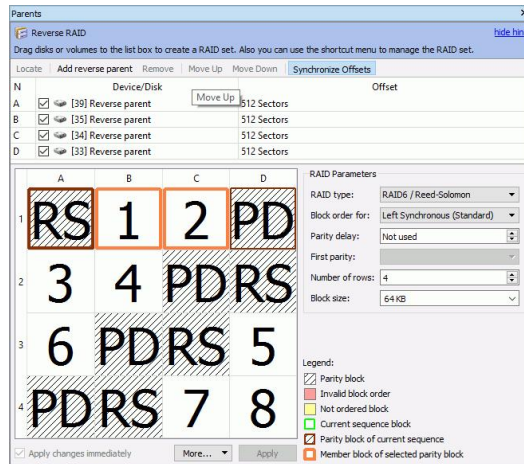 Parents
Reverse RAID
hide hin
Drag disks or volumes to the list box to create a RAID set. Also you can use the shortcut menu to manage the RAID set.
Locate Add reverse parent Remove Move Up Move Down Synchronize Offsets
N Device/Disk Offset
Move Up
A [39] Reverse parent 512 Sectors
B [35] Reverse parent 512 Sectors
C [34] Reverse parent 512 Sectors
D [33] Reverse parent 512 Sectors
A B C D
1 RS 1 2 PD
2 3 4 PD RS
3 6 PD RS 5
4 PD RS 7 8
RAID Parameters
RAID type: RAID6 / Reed-Solomon
Block order for: Left Synchronous (Standard)
Parity delay: Not used
First parity:
Number of rows: 4
Block size: 64 KB
Legend:
Parity block
Invalid block order
Not ordered block
Current sequence block
Parity block of current sequence
Member block of selected parity block
Apply changes immediately More... Apply